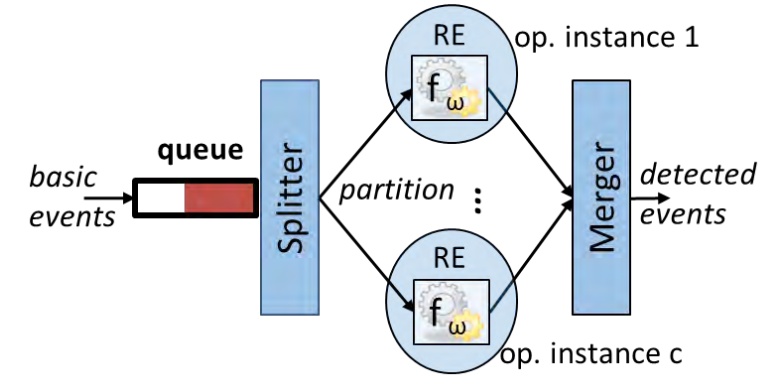 RE
op. instance 1
f ω
queue
basic
events
Splitter
partition
...
Merger
detected
events
RE
f ω
op. instance c